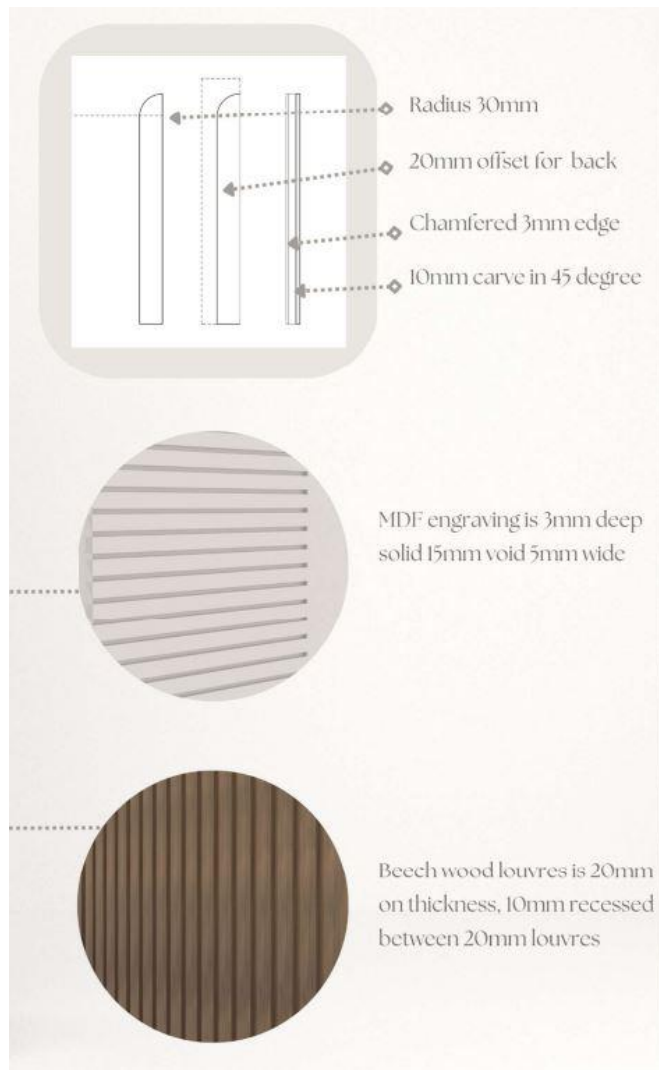 Radius 30mm
20mm offset for back
Chamfered 3mm edge
10mm carve in 45 degree
MDF engraving is 3mm deep
solid 15mm void 5mm wide
Beech wood louvres is 20mm
on thickness, 10mm recessed
between 20mm louvres